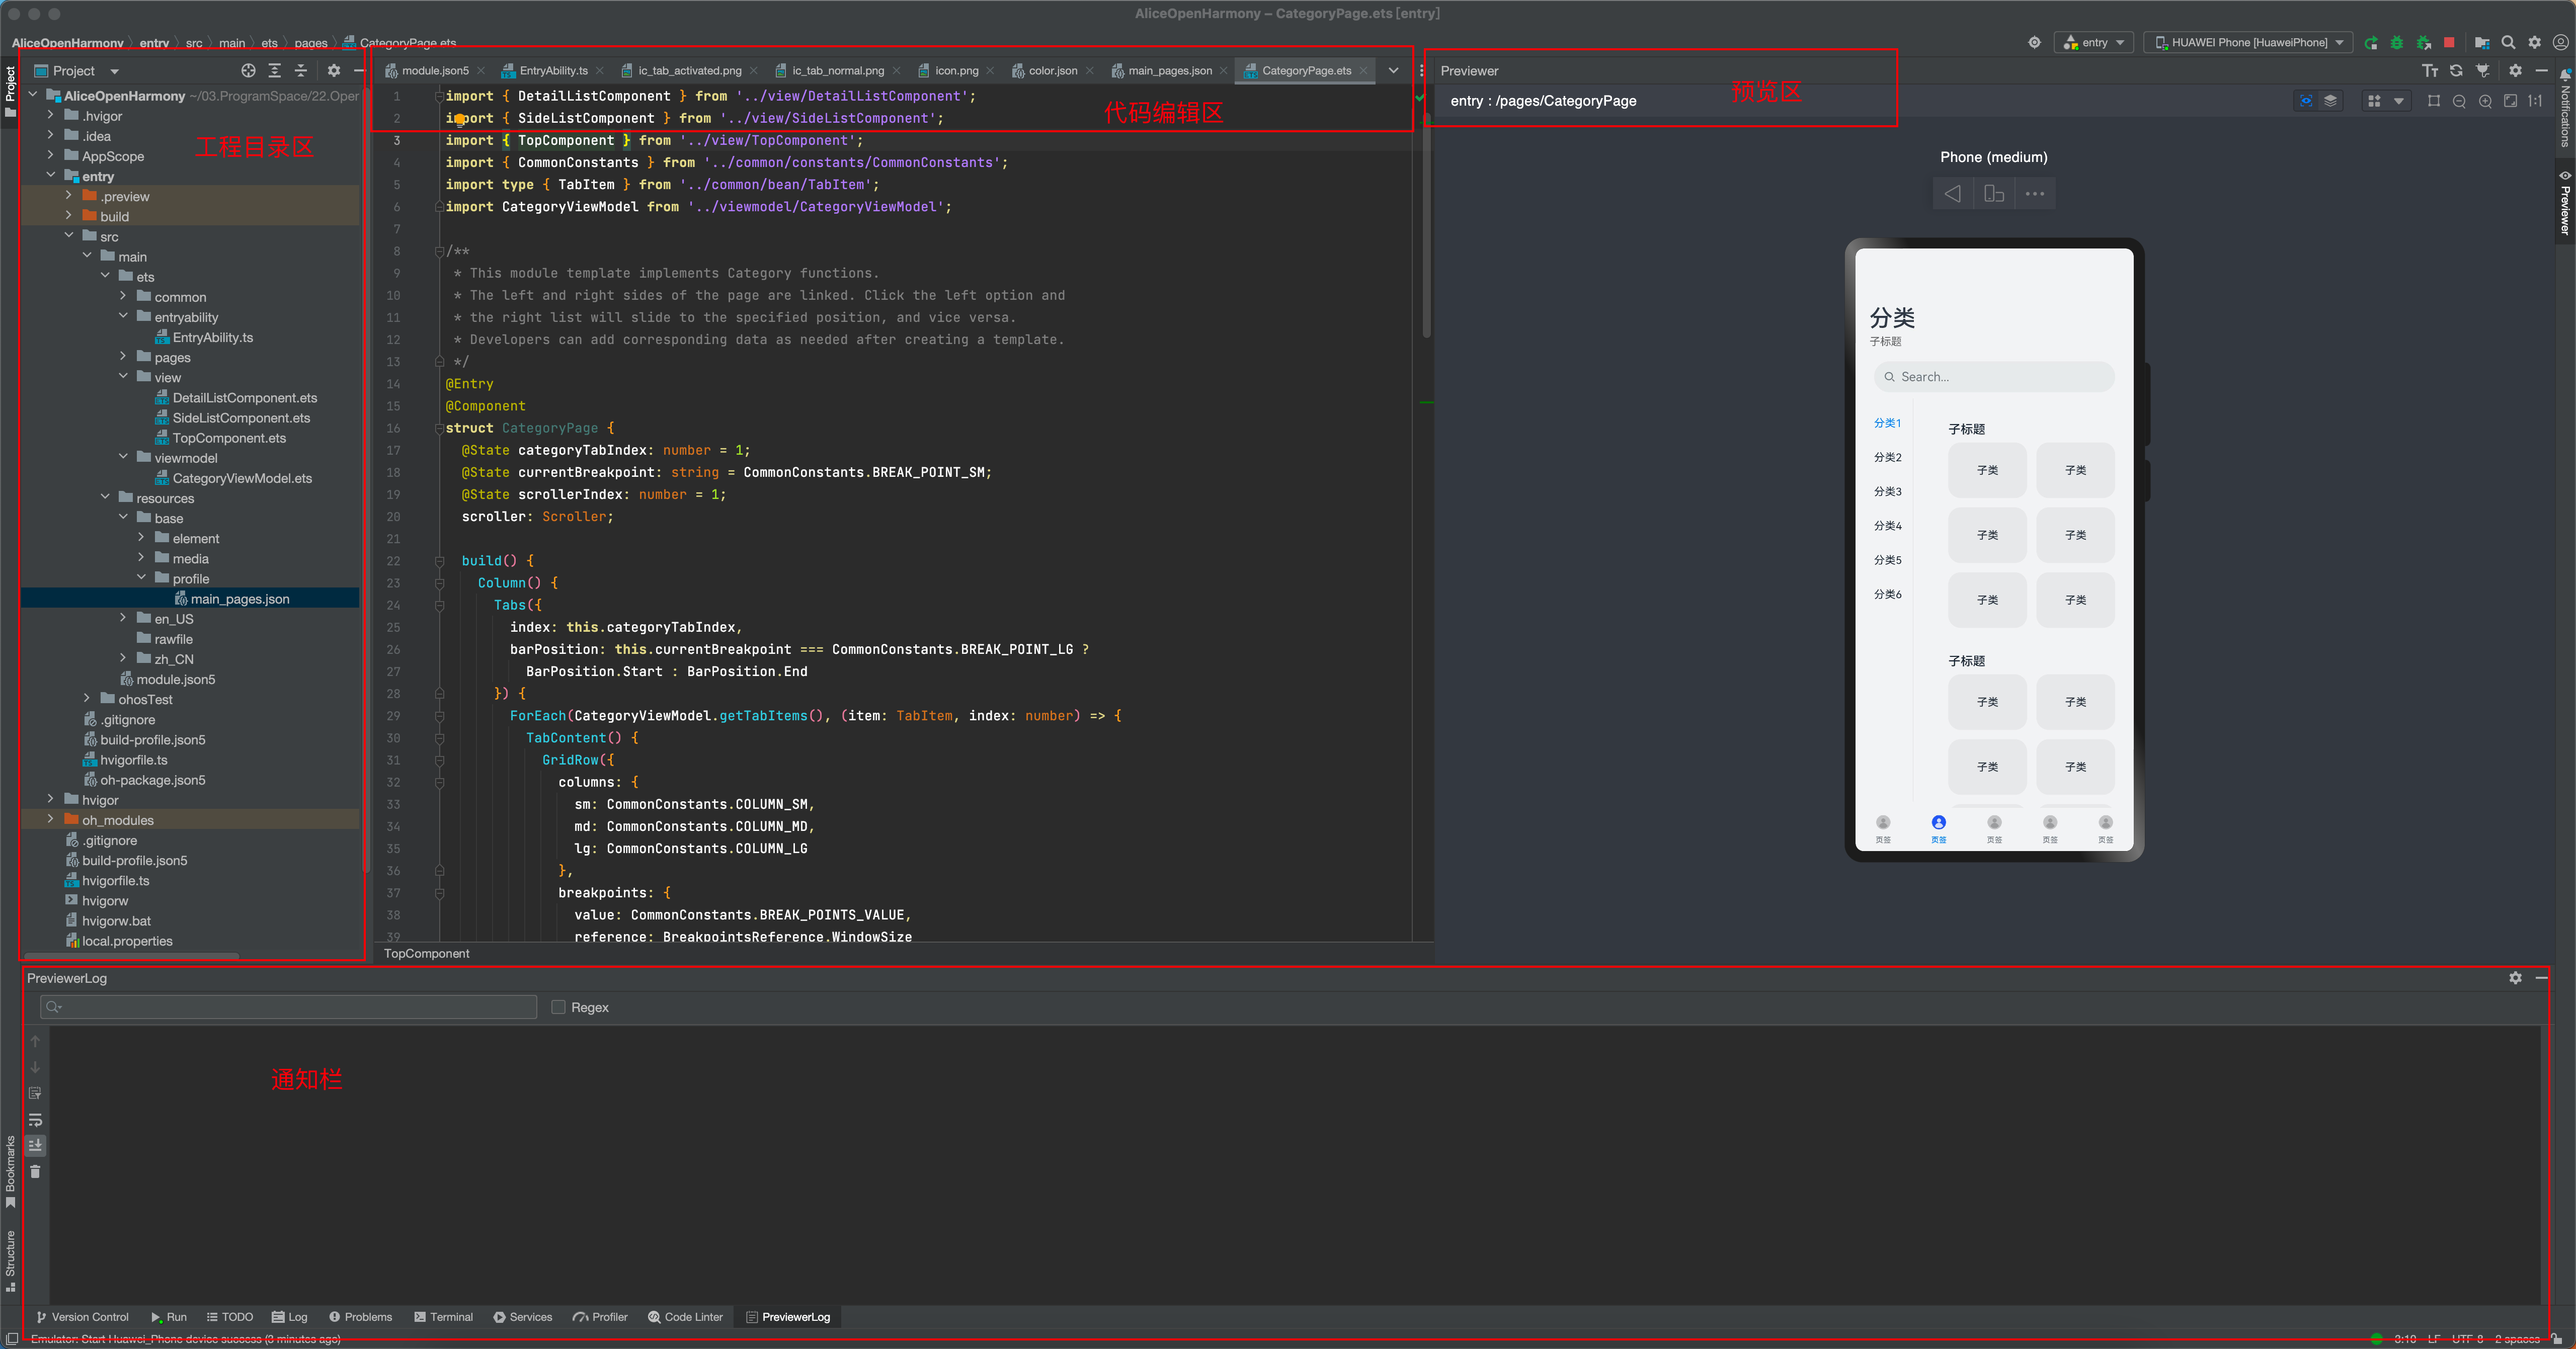 AliceOpenHarmony – CategoryPage.ets [entry]
AliceOpenHarmony 〉 entry 〉 src 〉 main 〉 ets 〉 pages 〉 CategoryPage.ets
entry
HUAWEI Phone [HuaweiPhone]
Project
Project
AliceOpenHarmony ~/03.ProgramSpace/22.Oper
.hvigor
.idea
工程目录区
AppScope
entry
.preview
build
src
main
ets
common
entryability
EntryAbility.ts
pages
view
DetailListComponent.ets
SideListComponent.ets
TopComponent.ets
viewmodel
CategoryViewModel.ets
resources
base
element
media
profile
main_pages.json
en_US
rawfile
zh_CN
module.json5
ohosTest
.gitignore
build-profile.json5
hvigorfile.ts
oh-package.json5
hvigor
oh_modules
.gitignore
build-profile.json5
hvigorfile.ts
hvigorw
hvigorw.bat
local.properties
module.json5 EntryAbility.ts ic_tab_activated.png ic_tab_normal.png icon.png color.json main_pages.json CategoryPage.ets
代码编辑区
1 import { DetailListComponent } from '../view/DetailListComponent';
2 import { SideListComponent } from '../view/SideListComponent';
3 import { TopComponent } from '../view/TopComponent';
4 import { CommonConstants } from '../common/constants/CommonConstants';
5 import type { TabItem } from '../common/bean/TabItem';
6 import CategoryViewModel from '../viewmodel/CategoryViewModel';
7
8 /**
9 * This module template implements Category functions.
10 * The left and right sides of the page are linked. Click the left option and
11 * the right list will slide to the specified position, and vice versa.
12 * Developers can add corresponding data as needed after creating a template.
13 */
14 @Entry
15 @Component
16 struct CategoryPage {
17 @State categoryTabIndex: number = 1;
18 @State currentBreakpoint: string = CommonConstants.BREAK_POINT_SM;
19 @State scrollerIndex: number = 1;
20 scroller: Scroller;
21
22 build() {
23 Column() {
24 Tabs({
25 index: this.categoryTabIndex,
26 barPosition: this.currentBreakpoint === CommonConstants.BREAK_POINT_LG ?
27 BarPosition.Start : BarPosition.End
28 }) {
29 ForEach(CategoryViewModel.getTabItems(), (item: TabItem, index: number) => {
30 TabContent() {
31 GridRow({
32 columns: {
33 sm: CommonConstants.COLUMN_SM,
34 md: CommonConstants.COLUMN_MD,
35 lg: CommonConstants.COLUMN_LG
36 },
37 breakpoints: {
38 value: CommonConstants.BREAK_POINTS_VALUE,
39 reference: BreakpointsReference.WindowSize
TopComponent
Previewer
预览区
entry : /pages/CategoryPage
1:1
Phone (medium)
分类
子标题
Search...
分类1
分类2
分类3
分类4
分类5
分类6
子标题
子类 子类
子类 子类
子类 子类
子标题
子类 子类
子类 子类
页签 页签 页签 页签 页签
Notifications
Previewer
PreviewerLog
Regex
通知栏
Bookmarks
Structure
Version Control Run TODO Log Problems Terminal Services Profiler Code Linter PreviewerLog
Emulator: Start Huawei_Phone device success (3 minutes ago)
3:18 LF UTF-8 2 spaces